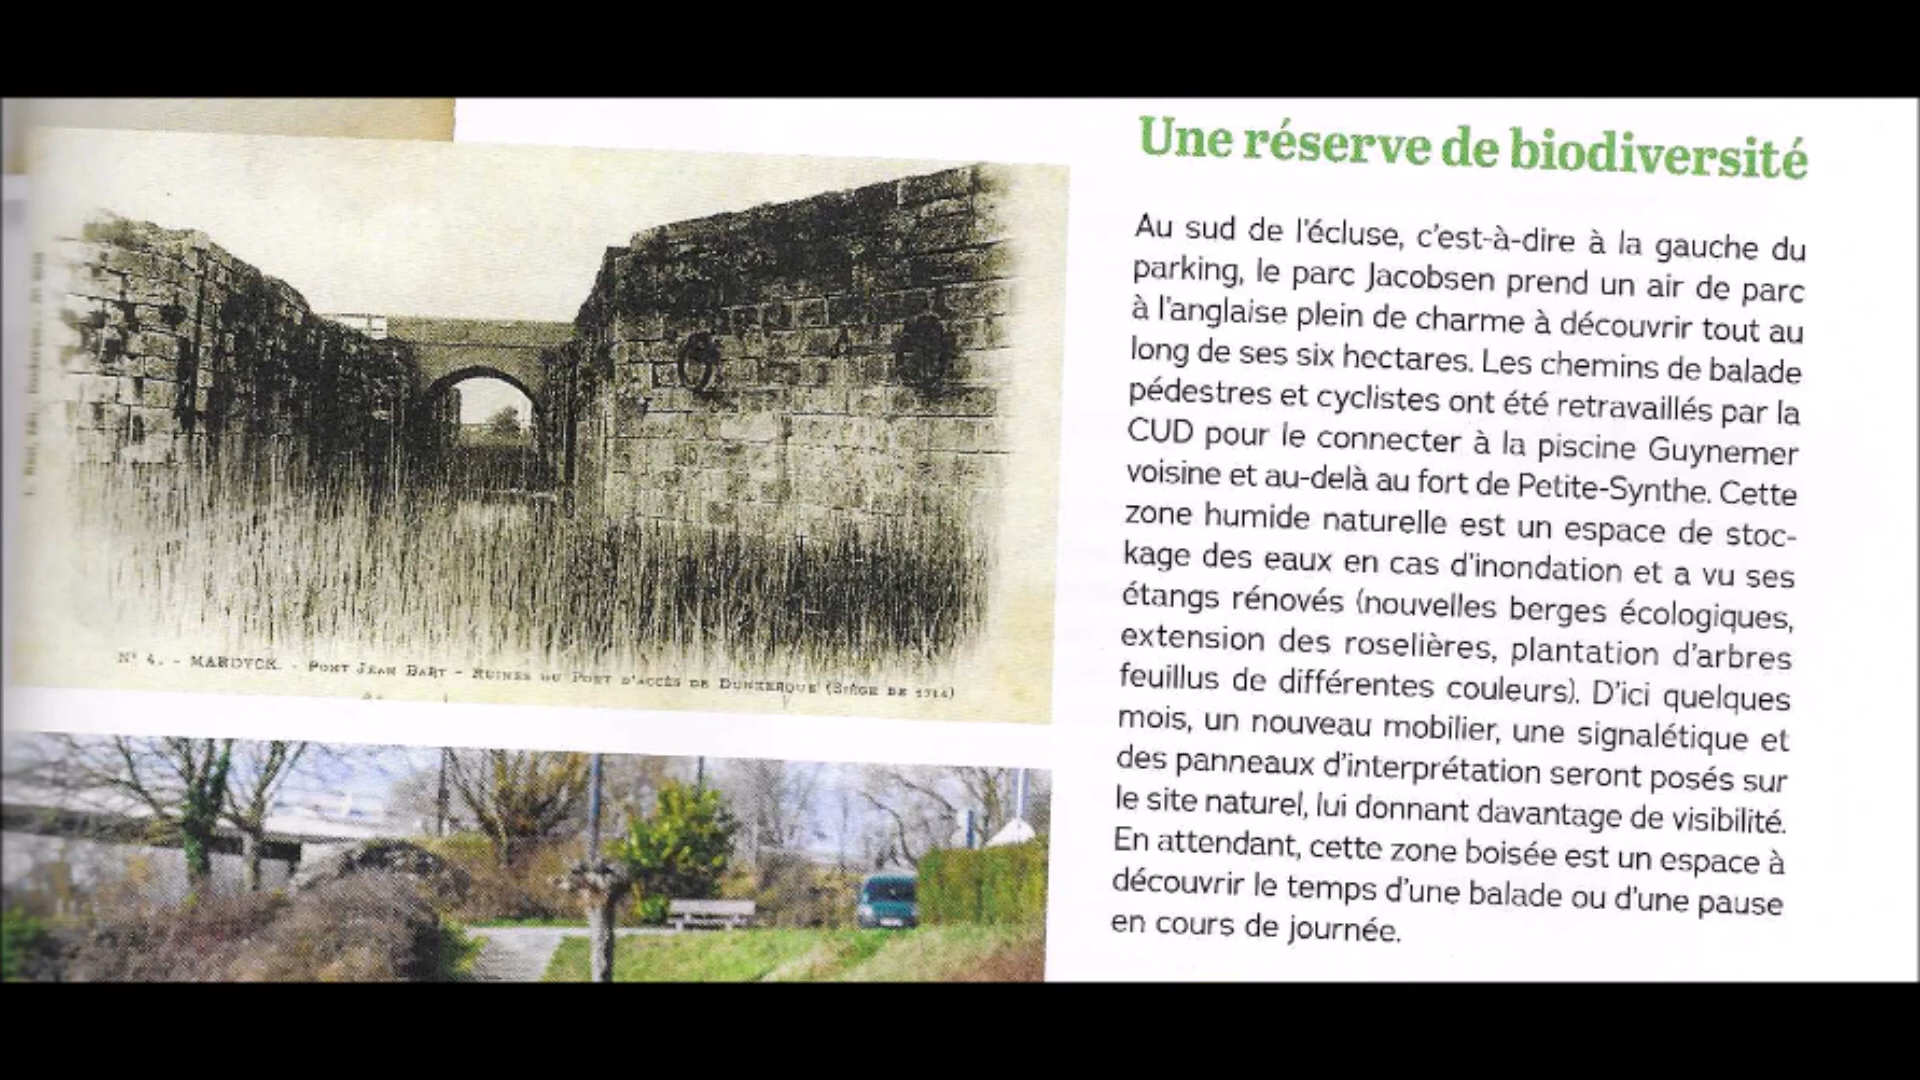 Une réserve de biodiversité
Au sud de l'écluse, c'est-à-dire à la gauche du
parking, le parc Jacobsen prend un air de parc
à l'anglaise plein de charme à découvrir tout au
long de ses six hectares. Les chemins de balade
pédestres et cyclistes ont été retravaillés par la
CUD pour le connecter à la piscine Guynemer
voisine et au-delà au fort de Petite-Synthe. Cette
zone humide naturelle est un espace de stoc-
kage des eaux en cas d'inondation et a vu ses
étangs rénovés (nouvelles berges écologiques,
extension des roselières, plantation d'arbres
feuillus de différentes couleurs). D'ici quelques
mois, un nouveau mobilier, une signalétique et
des panneaux d'interprétation seront posés sur
le site naturel, lui donnant davantage de visibilité.
En attendant, cette zone boisée est un espace à
découvrir le temps d'une balade ou d'une pause
en cours de journée.
N° 4. - MARDYCK. - PONT JEAN BART - RUINES DU PORT D'ACCÈS DE DUNKERQUE (SIÈGE DE 1714)